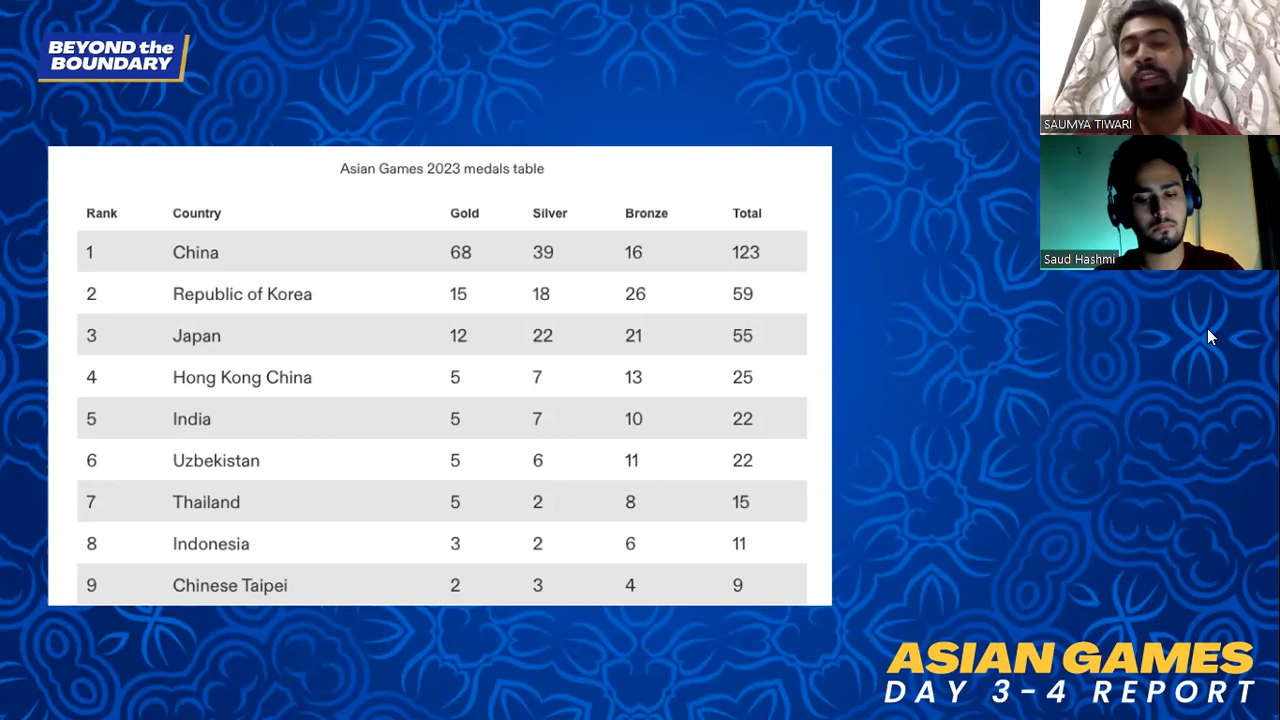 BEYOND the
BOUNDARY
SAUMYA TIWARI
Saud Hashmi
Asian Games 2023 medals table
Rank Country Gold Silver Bronze Total
1 China 68 39 16 123
2 Republic of Korea 15 18 26 59
3 Japan 12 22 21 55
4 Hong Kong China 5 7 13 25
5 India 5 7 10 22
6 Uzbekistan 5 6 11 22
7 Thailand 5 2 8 15
8 Indonesia 3 2 6 11
9 Chinese Taipei 2 3 4 9
ASIAN GAMES
DAY 3-4 REPORT